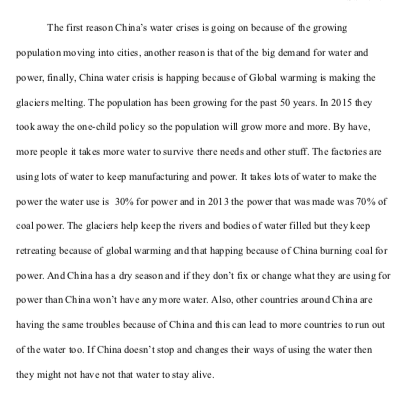 The first reason China's water crises is going on because of the growing
population moving into cities, another reason is that of the big demand for water and
power, finally, China water crisis is happing because of Global warming is making the
glaciers melting. The population has been growing for the past 50 years. In 2015 they
took away the one-child policy so the population will grow more and more. By have,
more people it takes more water to survive there needs and other stuff. The factories are
using lots of water to keep manufacturing and power. It takes lots of water to make the
power the water use is 30% for power and in 2013 the power that was made was 70% of
coal power. The glaciers help keep the rivers and bodies of water filled but they keep
retreating because of global warming and that happing because of China burning coal for
power. And China has a dry season and if they don't fix or change what they are using for
power than China won't have any more water. Also, other countries around China are
having the same troubles because of China and this can lead to more countries to run out
of the water too. If China doesn't stop and changes their ways of using the water then
they might not have not that water to stay alive.